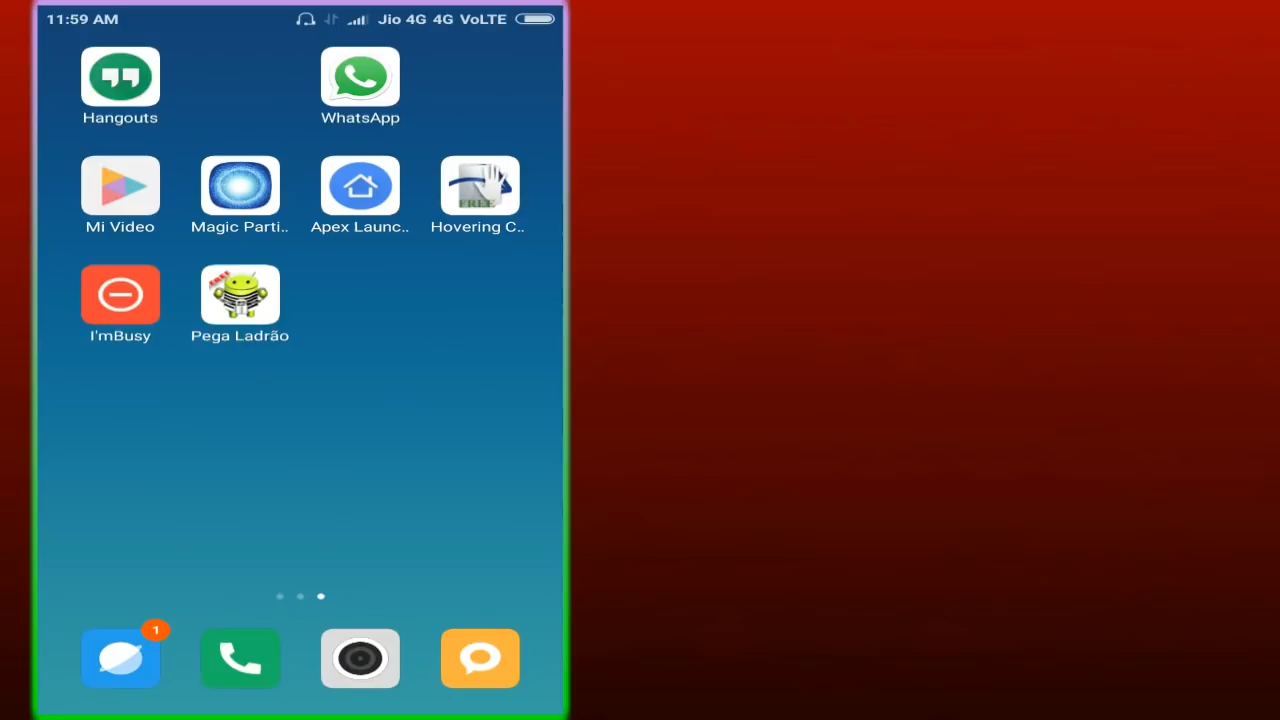 11:59 AM Jio 4G 4G VoLTE
Hangouts WhatsApp
Mi Video Magic Parti.. Apex Launc.. Hovering C..
FREE
I'mBusy Pega Ladrão
1